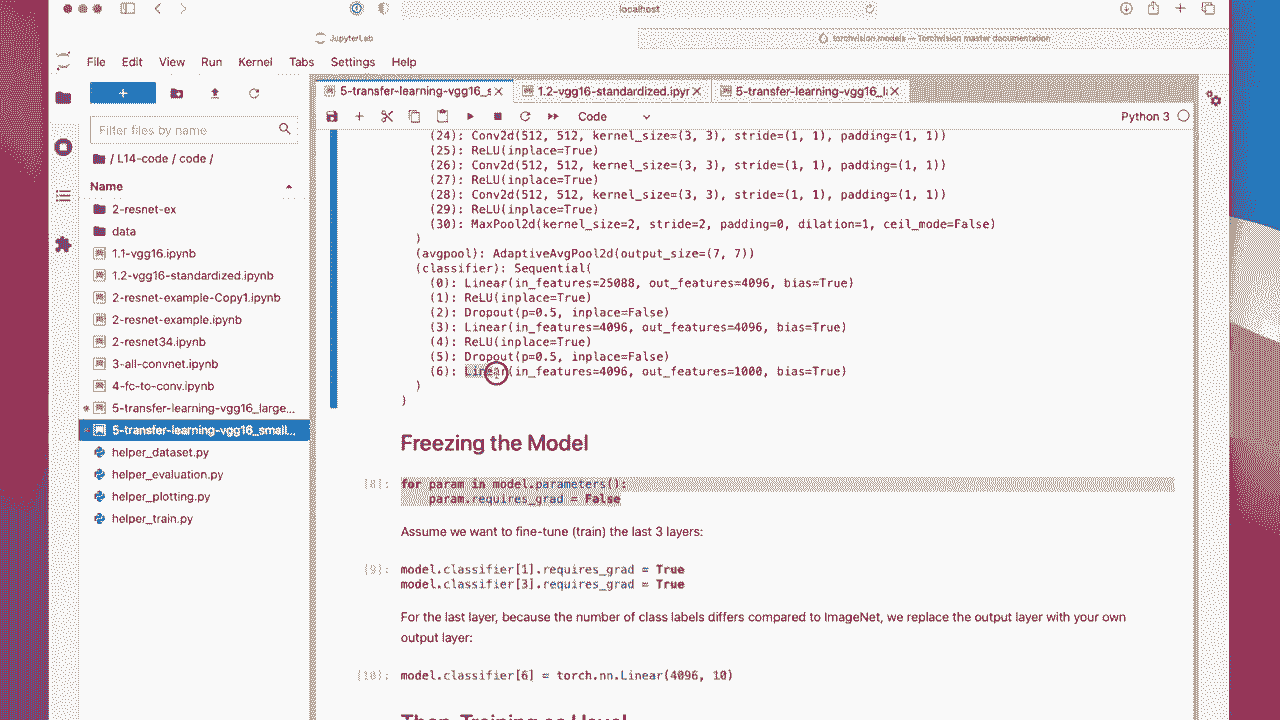 localhost
JupyterLab
torchvision.models — Torchvision master documentation
File Edit View Run Kernel Tabs Settings Help
5-transfer-learning-vgg16_s
1.2-vgg16-standardized.ipyr
5-transfer-learning-vgg16_l
Code
Python 3
Filter files by name
/ L14-code / code /
Name
2-resnet-ex
data
1.1-vgg16.ipynb
1.2-vgg16-standardized.ipynb
2-resnet-example-Copy1.ipynb
2-resnet-example.ipynb
2-resnet34.ipynb
3-all-convnet.ipynb
4-fc-to-conv.ipynb
5-transfer-learning-vgg16_large...
5-transfer-learning-vgg16_small...
helper_dataset.py
helper_evaluation.py
helper_plotting.py
helper_train.py
(24): Conv2d(512, 512, kernel_size=(3, 3), stride=(1, 1), padding=(1, 1))
(25): ReLU(inplace=True)
(26): Conv2d(512, 512, kernel_size=(3, 3), stride=(1, 1), padding=(1, 1))
(27): ReLU(inplace=True)
(28): Conv2d(512, 512, kernel_size=(3, 3), stride=(1, 1), padding=(1, 1))
(29): ReLU(inplace=True)
(30): MaxPool2d(kernel_size=2, stride=2, padding=0, dilation=1, ceil_mode=False)
)
(avgpool): AdaptiveAvgPool2d(output_size=(7, 7))
(classifier): Sequential(
(0): Linear(in_features=25088, out_features=4096, bias=True)
(1): ReLU(inplace=True)
(2): Dropout(p=0.5, inplace=False)
(3): Linear(in_features=4096, out_features=4096, bias=True)
(4): ReLU(inplace=True)
(5): Dropout(p=0.5, inplace=False)
(6): Linear(in_features=4096, out_features=1000, bias=True)
)
)
Freezing the Model
[8]: for param in model.parameters():
param.requires_grad = False
Assume we want to fine-tune (train) the last 3 layers:
[9]: model.classifier[1].requires_grad = True
model.classifier[3].requires_grad = True
For the last layer, because the number of class labels differs compared to ImageNet, we replace the output layer with your own
output layer:
[10]: model.classifier[6] = torch.nn.Linear(4096, 10)
Then, Training as Usual